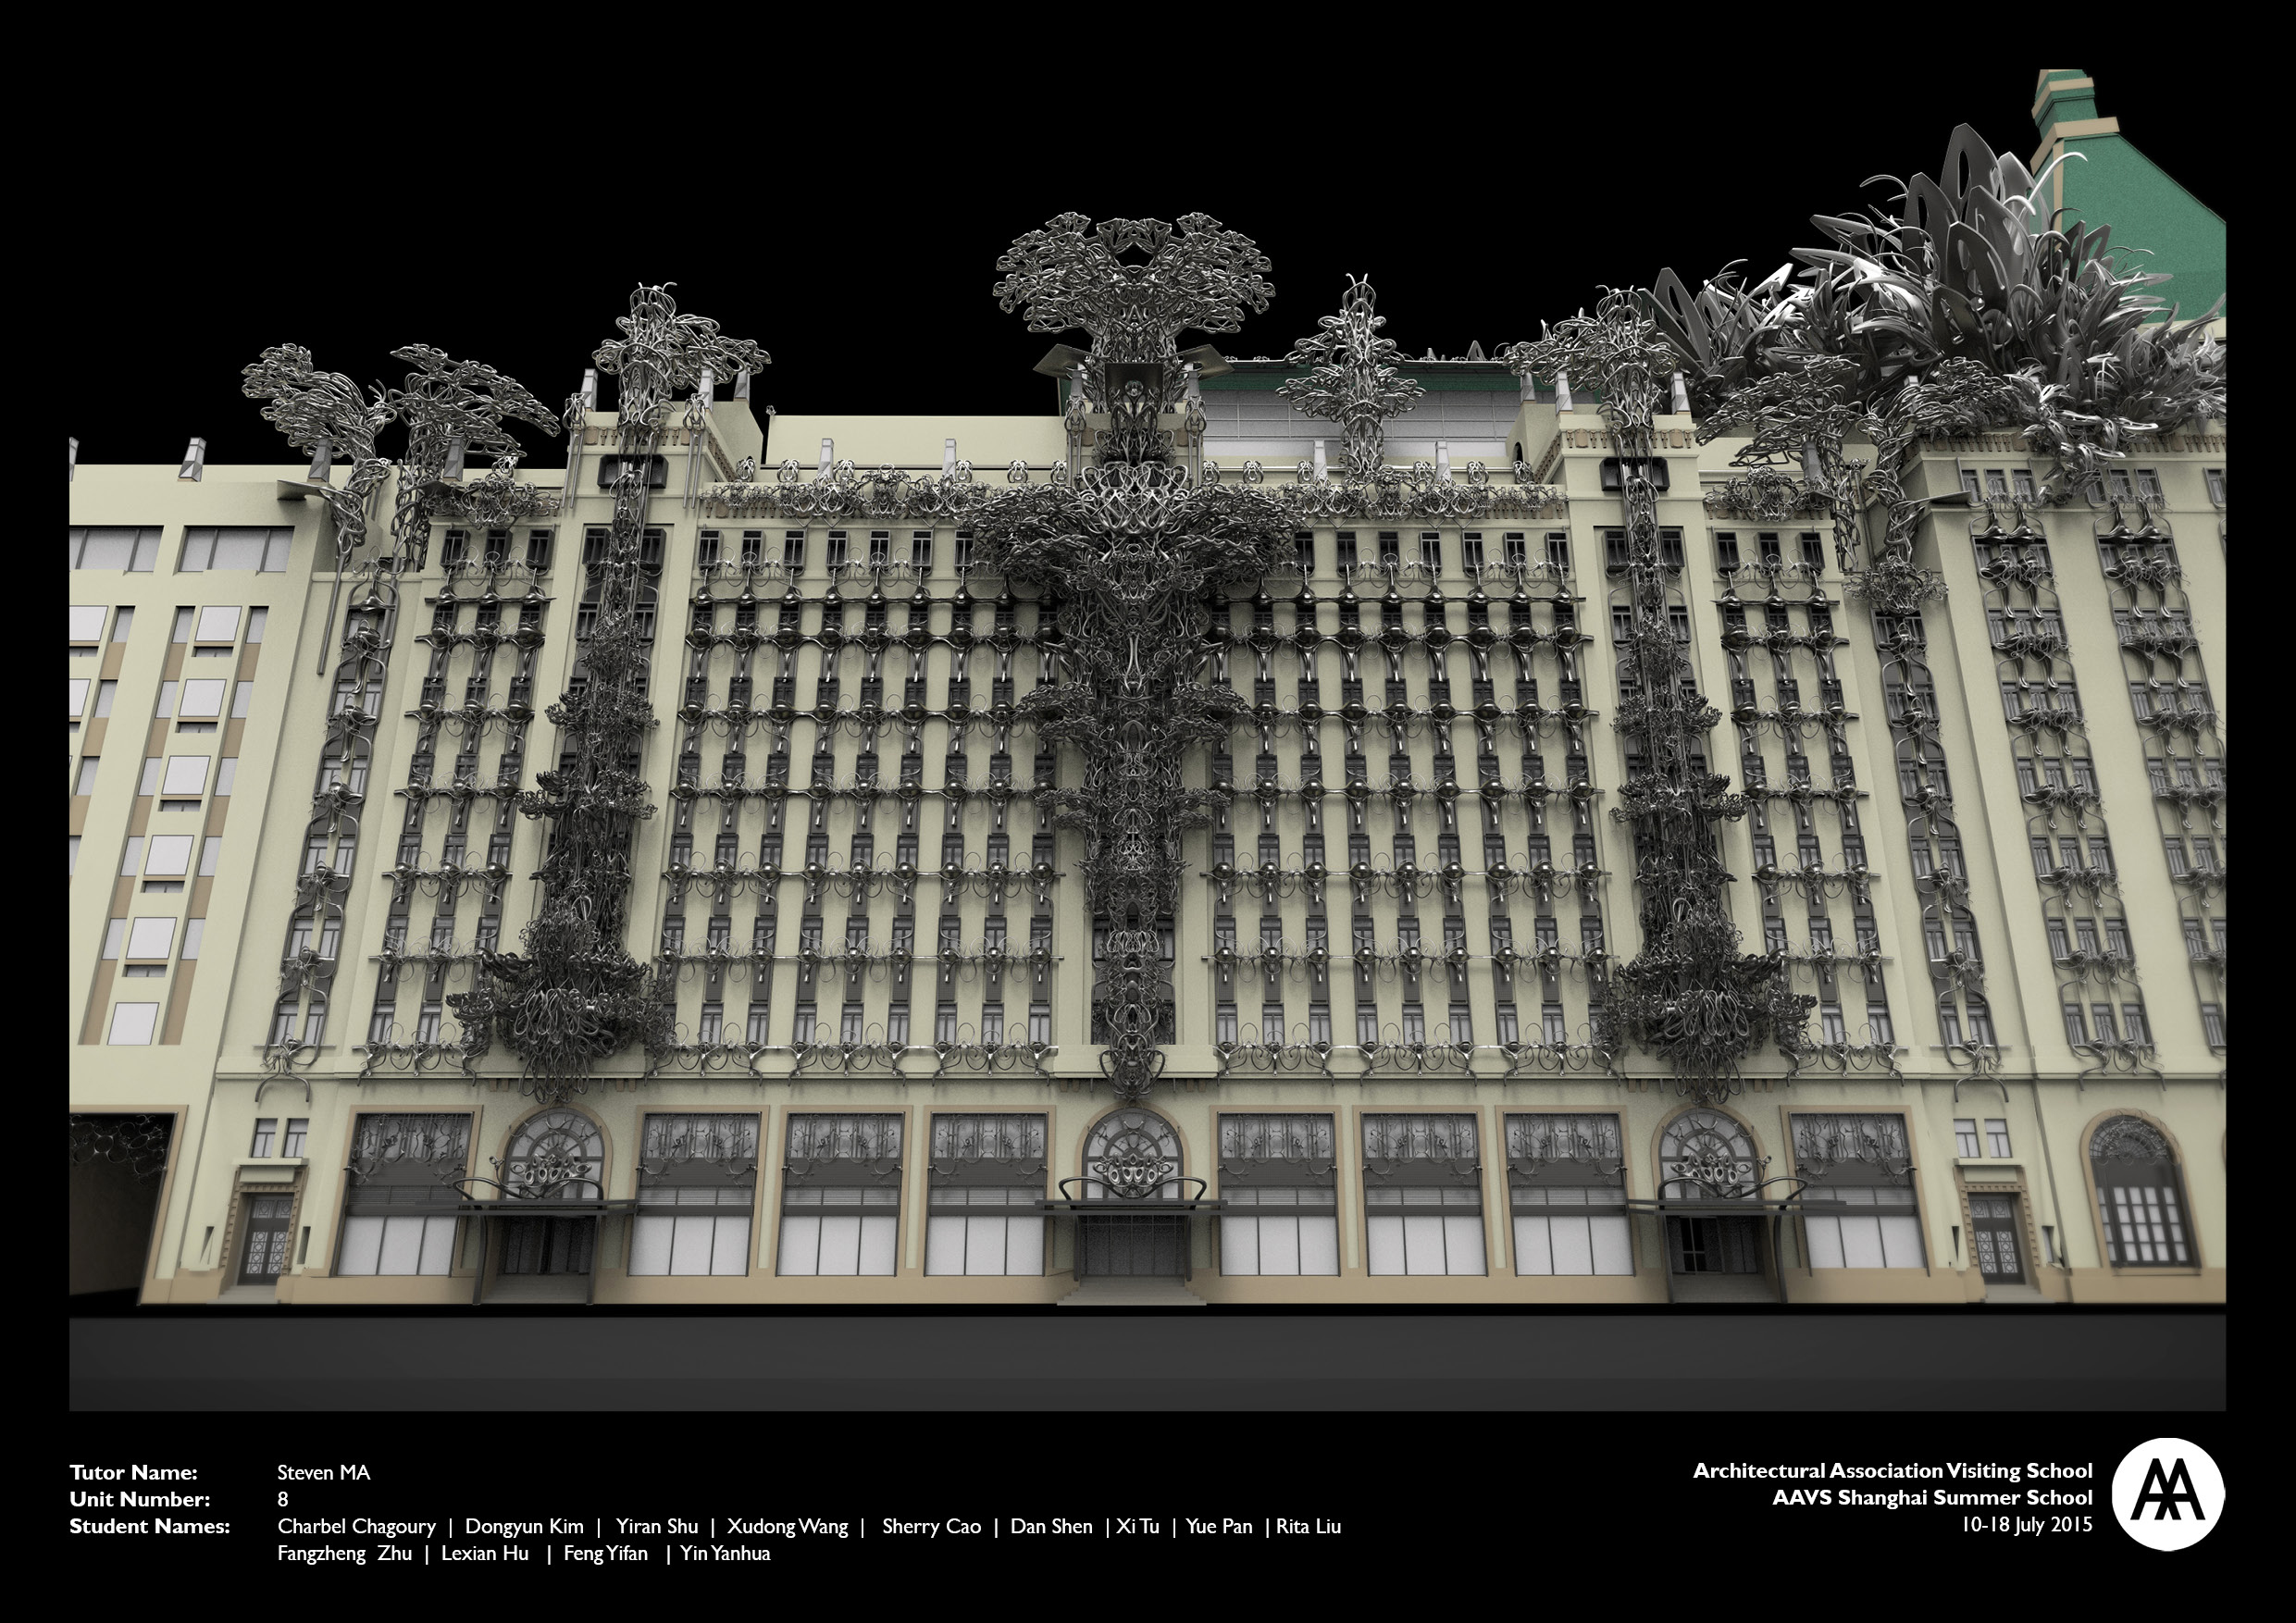 Tutor Name: Steven MA
Unit Number: 8
Student Names: Charbel Chagoury | Dongyun Kim | Yiran Shu | Xudong Wang | Sherry Cao | Dan Shen | Xi Tu | Yue Pan | Rita Liu
Fangzheng Zhu | Lexian Hu | Feng Yifan | Yin Yanhua
Architectural Association Visiting School
AAVS Shanghai Summer School
10-18 July 2015
AA